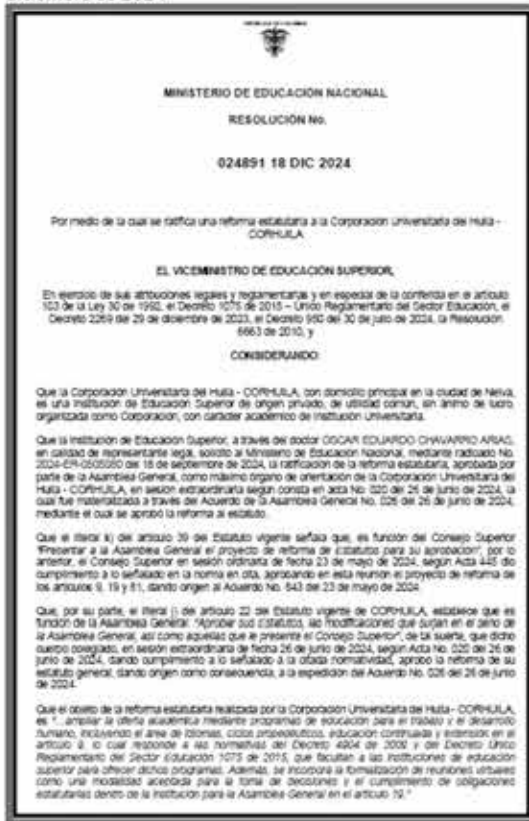 REPÚBLICA DE COLOMBIA
MINISTERIO DE EDUCACIÓN NACIONAL
RESOLUCIÓN No.
024891 18 DIC 2024
Por medio de la cual se ratifica una reforma estatutaria a la Corporación Universitaria del Huila -
CORHUILA
EL VICEMINISTRO DE EDUCACIÓN SUPERIOR,
En ejercicio de sus atribuciones legales y reglamentarias y en especial de la conferida en el artículo
103 de la Ley 30 de 1992, el Decreto 1075 de 2015 – Único Reglamentario del Sector Educación, el
Decreto 2269 del 29 de diciembre de 2023, el Decreto 950 del 30 de julio de 2024, la Resolución
6663 de 2010, y
CONSIDERANDO
Que la Corporación Universitaria del Huila - CORHUILA, con domicilio principal en la ciudad de Neiva,
es una Institución de Educación Superior de origen privado, de utilidad común, sin ánimo de lucro,
organizada como Corporación, con carácter académico de Institución Universitaria.
Que la Institución de Educación Superior, a través del doctor OSCAR EDUARDO CHAVARRO ARIAS,
en calidad de representante legal, solicitó al Ministerio de Educación Nacional, mediante radicado No.
del 18 de septiembre de 2024, la ratificación de la reforma estatutaria, aprobada por
parte de la Asamblea General, como máximo órgano de orientación de la Corporación Universitaria del
Huila - CORHUILA, en sesión extraordinaria según consta en acta No. 020 del 26 de junio de 2024, la
cual fue materializada a través del Acuerdo de la Asamblea General No. 026 del 26 de junio de 2024,
mediante el cual se aprobó la reforma al estatuto.
Que el literal k) del artículo 39 del Estatuto vigente señala que, es función del Consejo Superior
"Presentar a la Asamblea General el proyecto de reforma de Estatutos para su aprobación", por lo
anterior, el Consejo Superior en sesión ordinaria de fecha 23 de mayo de 2024, según Acta 445 dio
cumplimiento a lo señalado en la norma en cita, aprobando en esta reunión el proyecto de reforma de
los artículos 9, 19 y 61, dando origen al Acuerdo No. 643 del 23 de mayo de 2024
Que, por su parte, el literal j) del artículo 22 del Estatuto vigente de CORHUILA, establece que es
función de la Asamblea General: "Aprobar sus Estatutos, las modificaciones que surjan en el seno de
la Asamblea General, así como aquellas que le presente el Consejo Superior", de tal suerte, que dicho
cuerpo colegiado, en sesión extraordinaria de fecha 26 de junio de 2024, según Acta No. 020 del 26 de
junio de 2024, dando cumplimiento a lo señalado a la citada normatividad, aprobó la reforma de su
estatuto general, dando origen como consecuencia, a la expedición del Acuerdo No. 026 del 26 de junio
de 2024.
Que el objeto de la reforma estatutaria realizada por la Corporación Universitaria del Huila - CORHUILA,
es "...ampliar la oferta académica mediante programas de educación para el trabajo y el desarrollo
humano, incluyendo el área de idiomas, ciclos propedéuticos, educación continuada y extensión en el
artículo 9, lo cual responde a las normativas del Decreto 4904 de 2009 y del Decreto Único
Reglamentario del Sector Educación 1075 de 2015, que facultan a las instituciones de educación
superior para ofrecer dichos programas. Además, se incorpora la formalización de reuniones virtuales
como una modalidad aceptada para la toma de decisiones y el cumplimiento de obligaciones
estatutarias dentro de la institución para la Asamblea General en el artículo 19."